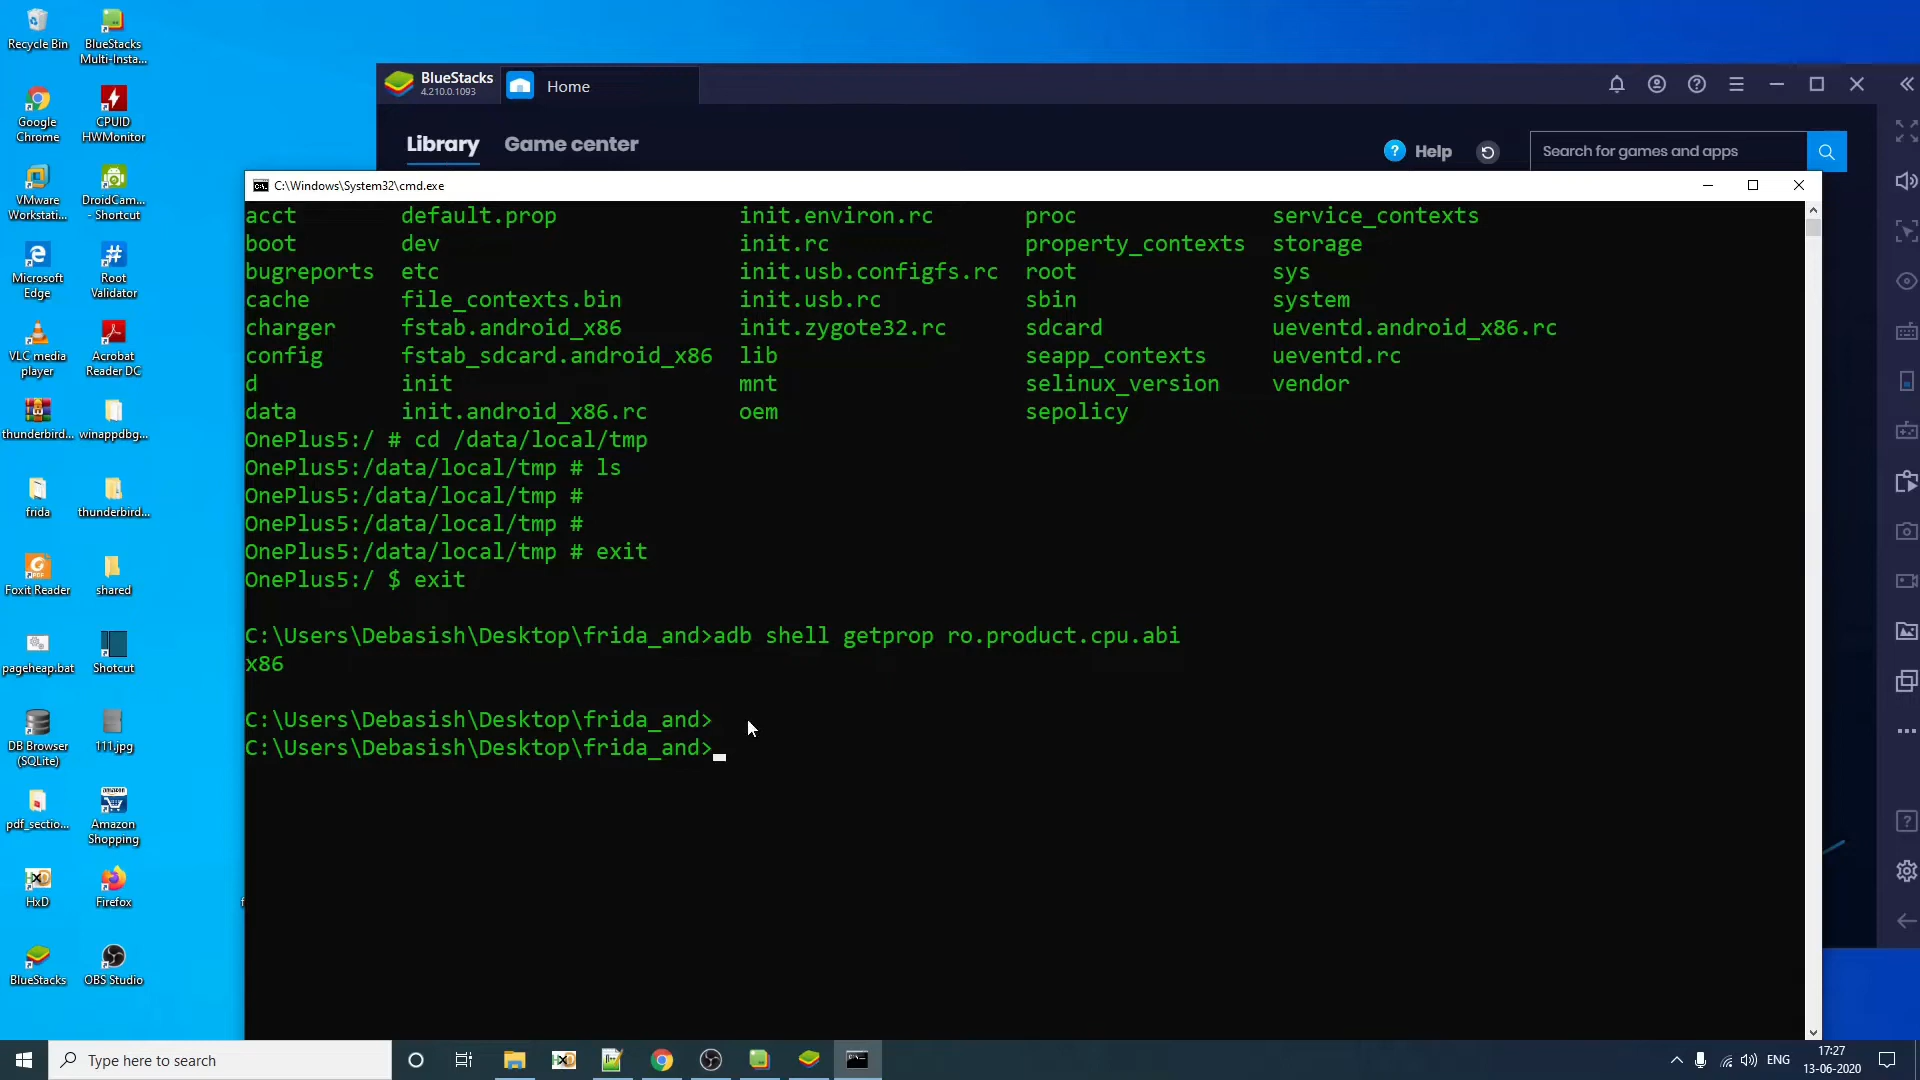 Recycle Bin
BlueStacks
Multi-Insta...
Google
Chrome
CPUID
HWMonitor
VMware
Workstati...
DroidCam...
- Shortcut
Microsoft
Edge
Root
Validator
VLC media
player
Acrobat
Reader DC
thunderbird...
winappdbg...
frida
thunderbird...
Foxit Reader
shared
pageheap.bat
Shotcut
DB Browser
(SQLite)
111.jpg
pdf_sectio...
Amazon
Shopping
HxD
Firefox
BlueStacks
OBS Studio
BlueStacks
4.210.0.1093
Home
Library Game center
Help
Search for games and apps
C:\Windows\System32\cmd.exe
acct default.prop init.environ.rc proc service_contexts
boot dev init.rc property_contexts storage
bugreports etc init.usb.configfs.rc root sys
cache file_contexts.bin init.usb.rc sbin system
charger fstab.android_x86 init.zygote32.rc sdcard ueventd.android_x86.rc
config fstab_sdcard.android_x86 lib seapp_contexts ueventd.rc
d init mnt selinux_version vendor
data init.android_x86.rc oem sepolicy
OnePlus5:/ # cd /data/local/tmp
OnePlus5:/data/local/tmp # ls
OnePlus5:/data/local/tmp #
OnePlus5:/data/local/tmp #
OnePlus5:/data/local/tmp # exit
OnePlus5:/ $ exit
C:\Users\Debasish\Desktop\frida_and>adb shell getprop ro.product.cpu.abi
x86
C:\Users\Debasish\Desktop\frida_and>
C:\Users\Debasish\Desktop\frida_and>
Type here to search
ENG
17:27
13-06-2020